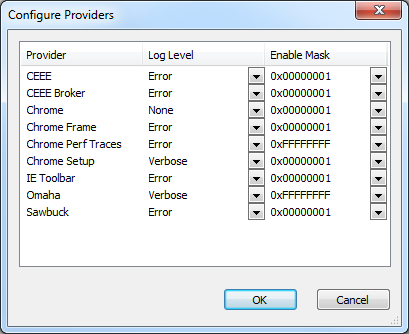 Configure Providers
Provider Log Level Enable Mask
CEEE Error 0x00000001
CEEE Broker Error 0x00000001
Chrome None 0x00000001
Chrome Frame Error 0x00000001
Chrome Perf Traces Error 0xFFFFFFFF
Chrome Setup Verbose 0x00000001
IE Toolbar Error 0x00000001
Omaha Verbose 0xFFFFFFFF
Sawbuck Error 0x00000001
OK Cancel